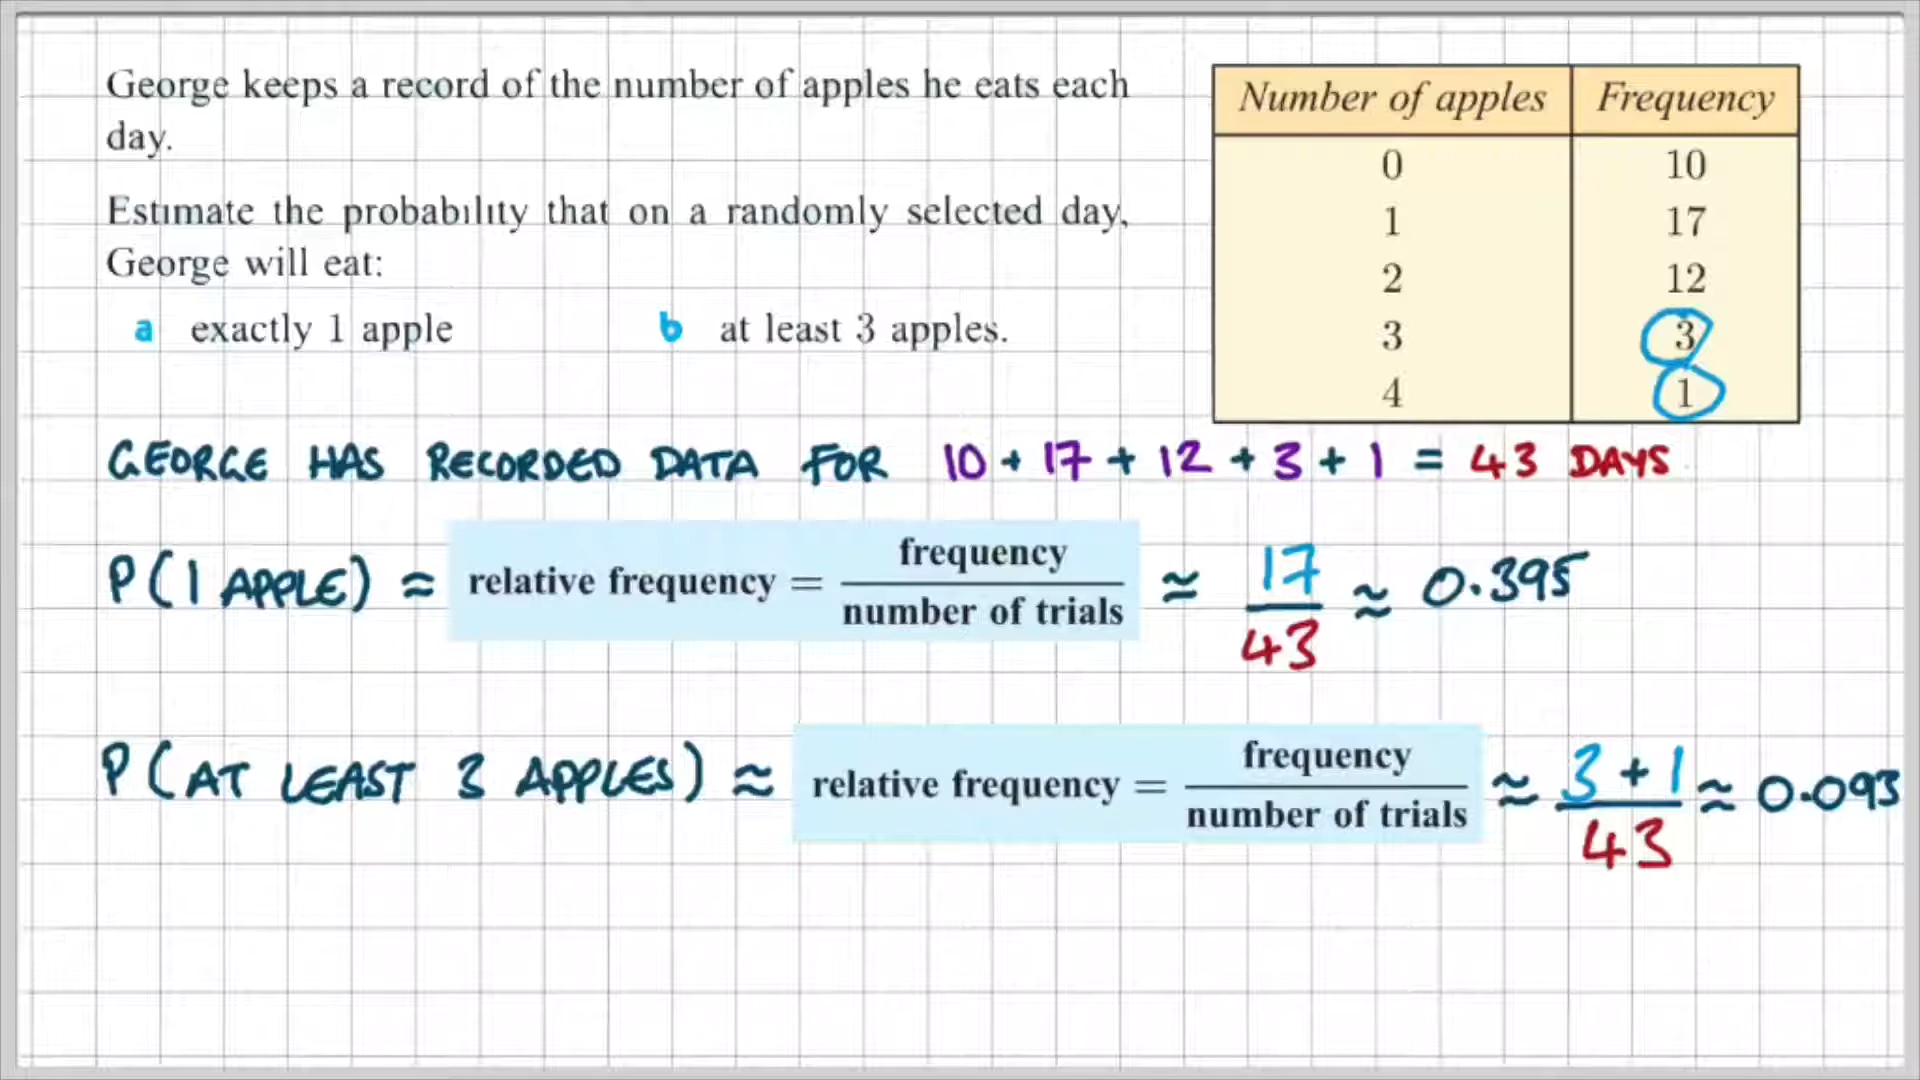 George keeps a record of the number of apples he eats each
day.
Estimate the probability that on a randomly selected day,
George will eat:
a exactly 1 apple b at least 3 apples.
Number of apples Frequency
0 10
1 17
2 12
3 3
4 1
GEORGE HAS RECORDED DATA FOR 10 + 17 + 12 + 3 + 1 = 43 DAYS
P(1 APPLE) ≈ relative frequency = frequency / number of trials ≈ 17/43 ≈ 0.395
P(AT LEAST 3 APPLES) ≈ relative frequency = frequency / number of trials ≈ 3+1/43 ≈ 0.093